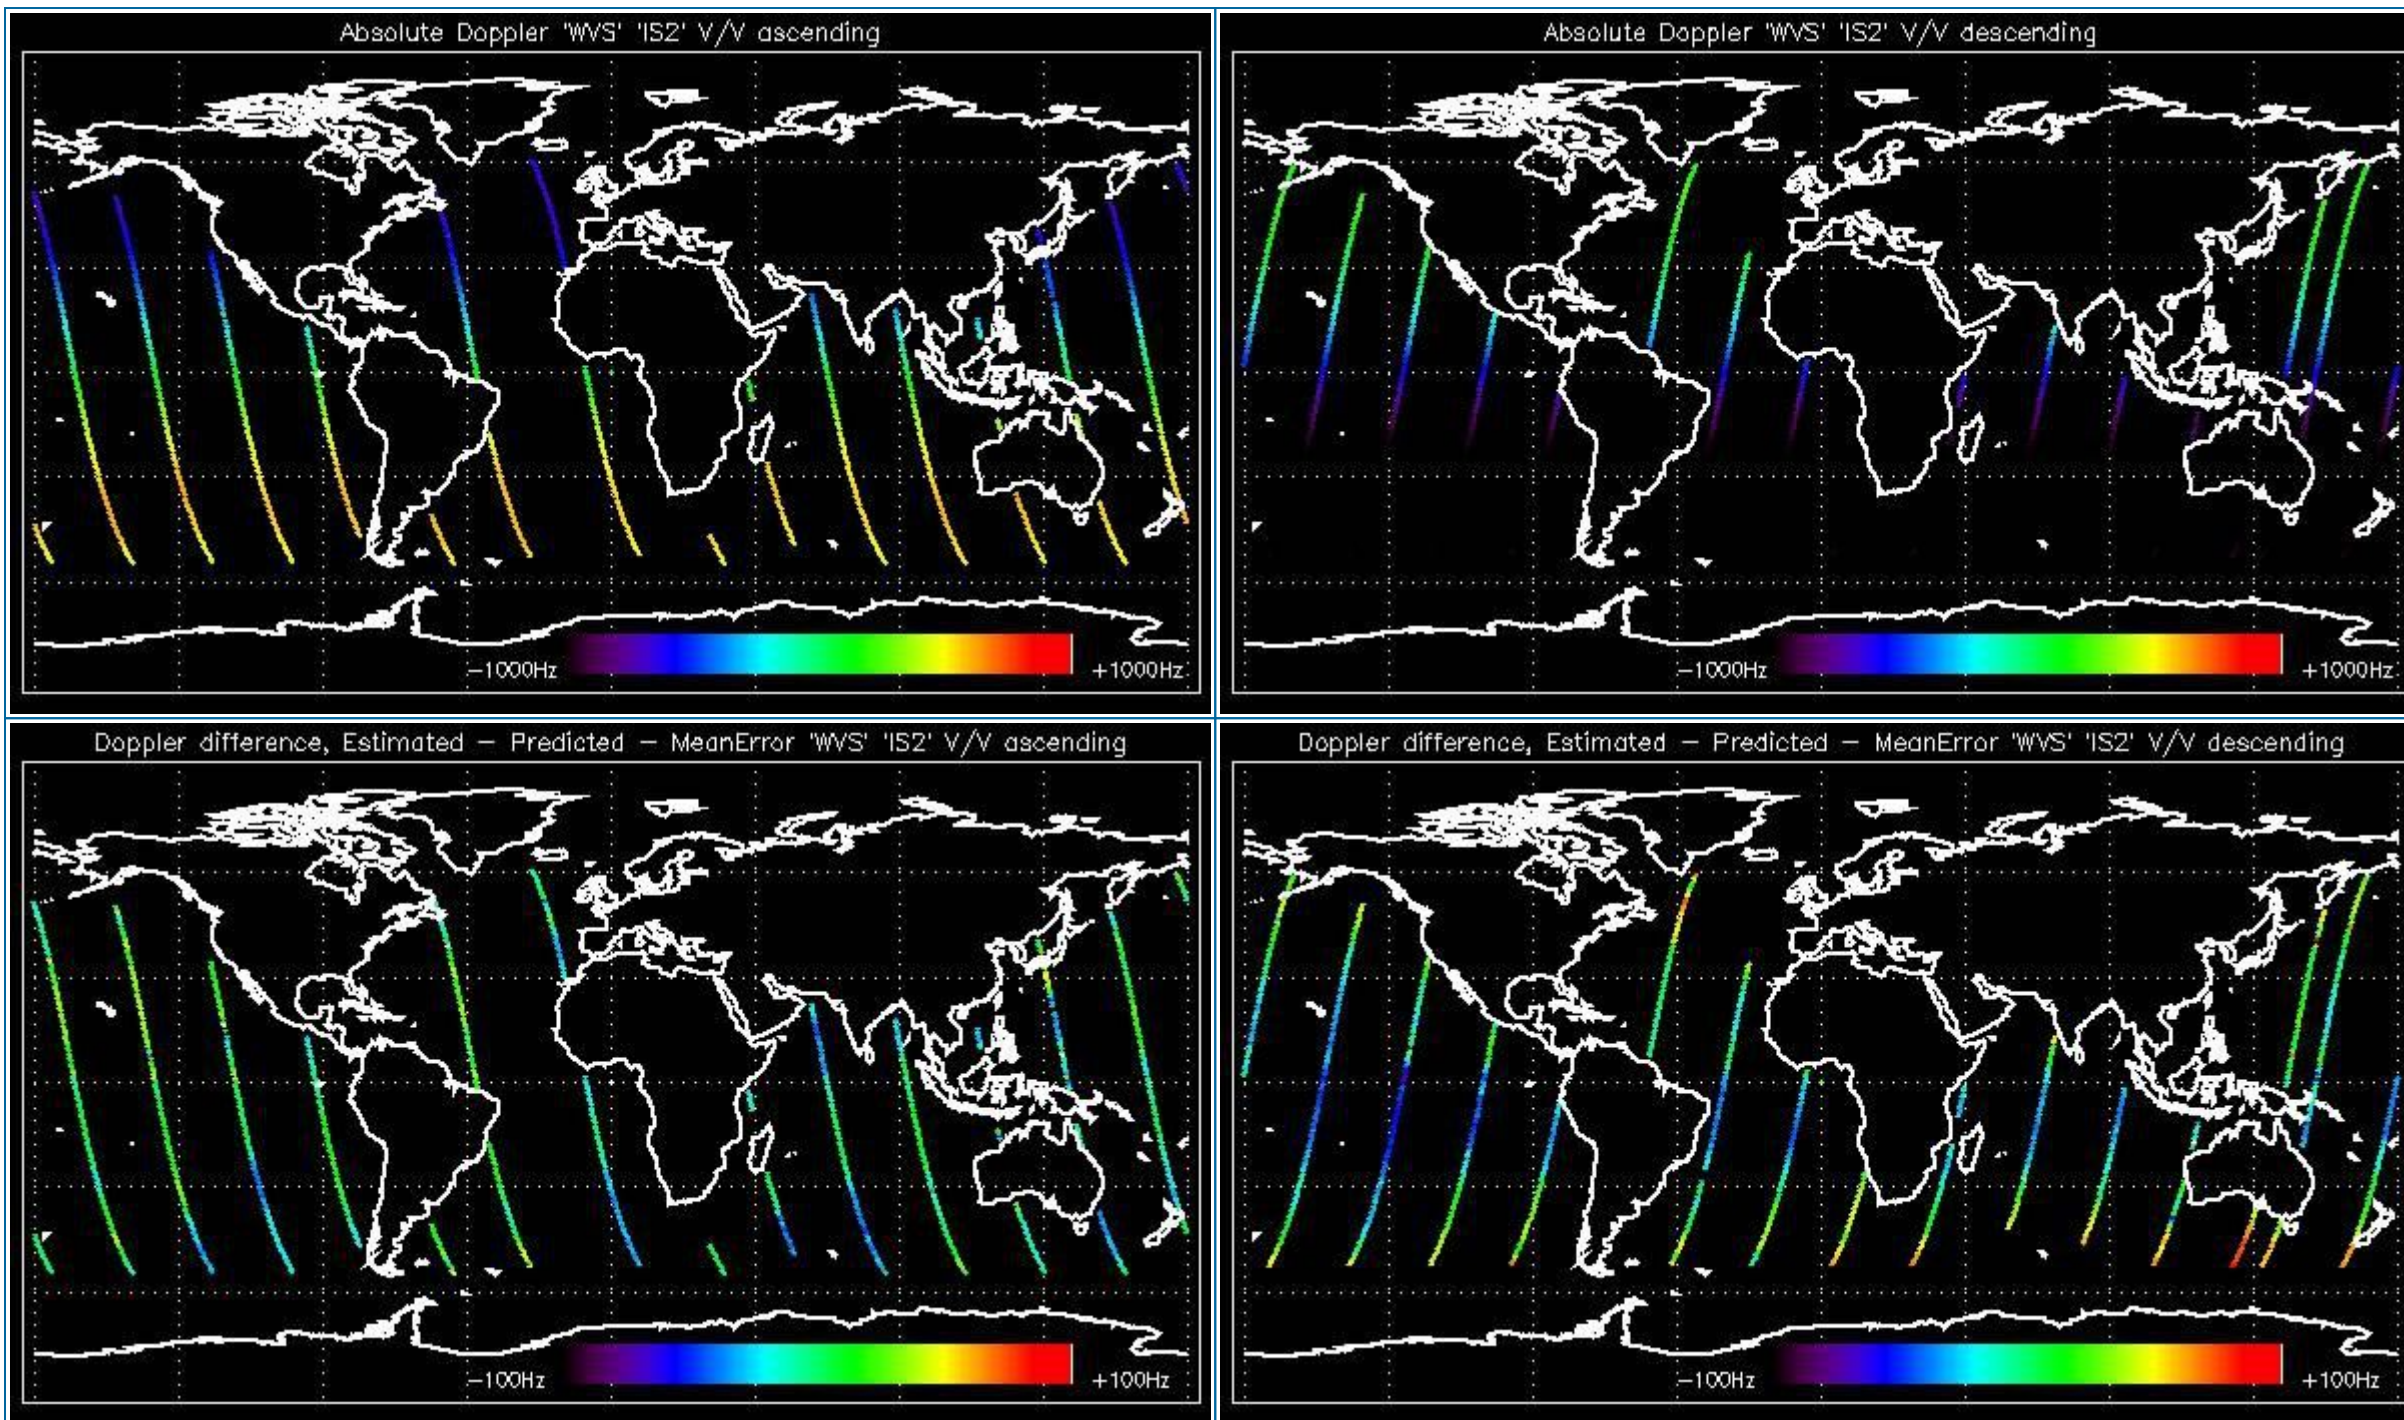 Absolute Doppler 'WVS' 'IS2' V/V ascending
-1000Hz +1000Hz
Absolute Doppler 'WVS' 'IS2' V/V descending
-1000Hz +1000Hz
Doppler difference, Estimated - Predicted - MeanError 'WVS' 'IS2' V/V ascending
-100Hz +100Hz
Doppler difference, Estimated - Predicted - MeanError 'WVS' 'IS2' V/V descending
-100Hz +100Hz